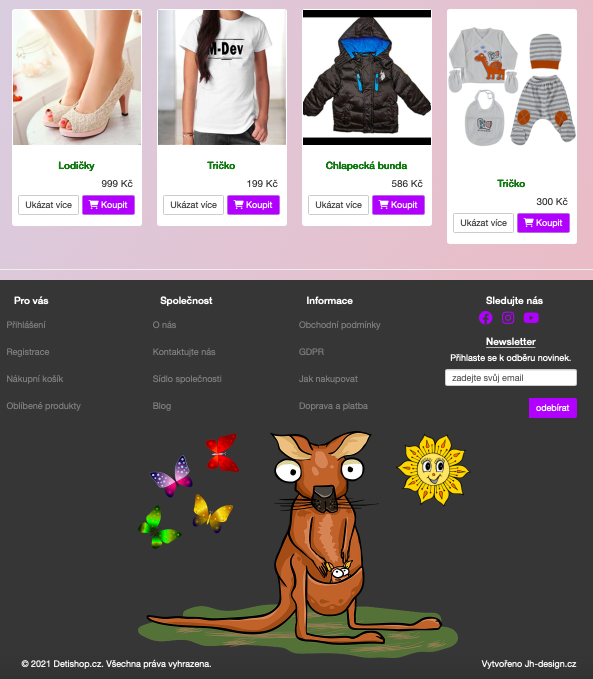 M-Dev
Lodičky
999 Kč
Ukázat více
Koupit
Tričko
199 Kč
Ukázat více
Koupit
Chlapecká bunda
586 Kč
Ukázat více
Koupit
Tričko
300 Kč
Ukázat více
Koupit
Pro vás
Přihlášení
Registrace
Nákupní košík
Oblíbené produkty
Společnost
O nás
Kontaktujte nás
Sídlo společnosti
Blog
Informace
Obchodní podmínky
GDPR
Jak nakupovat
Doprava a platba
Sledujte nás
Newsletter
Přihlaste se k odběru novinek.
zadejte svůj email
odebírat
© 2021 Detishop.cz. Všechna práva vyhrazena.
Vytvořeno Jh-design.cz